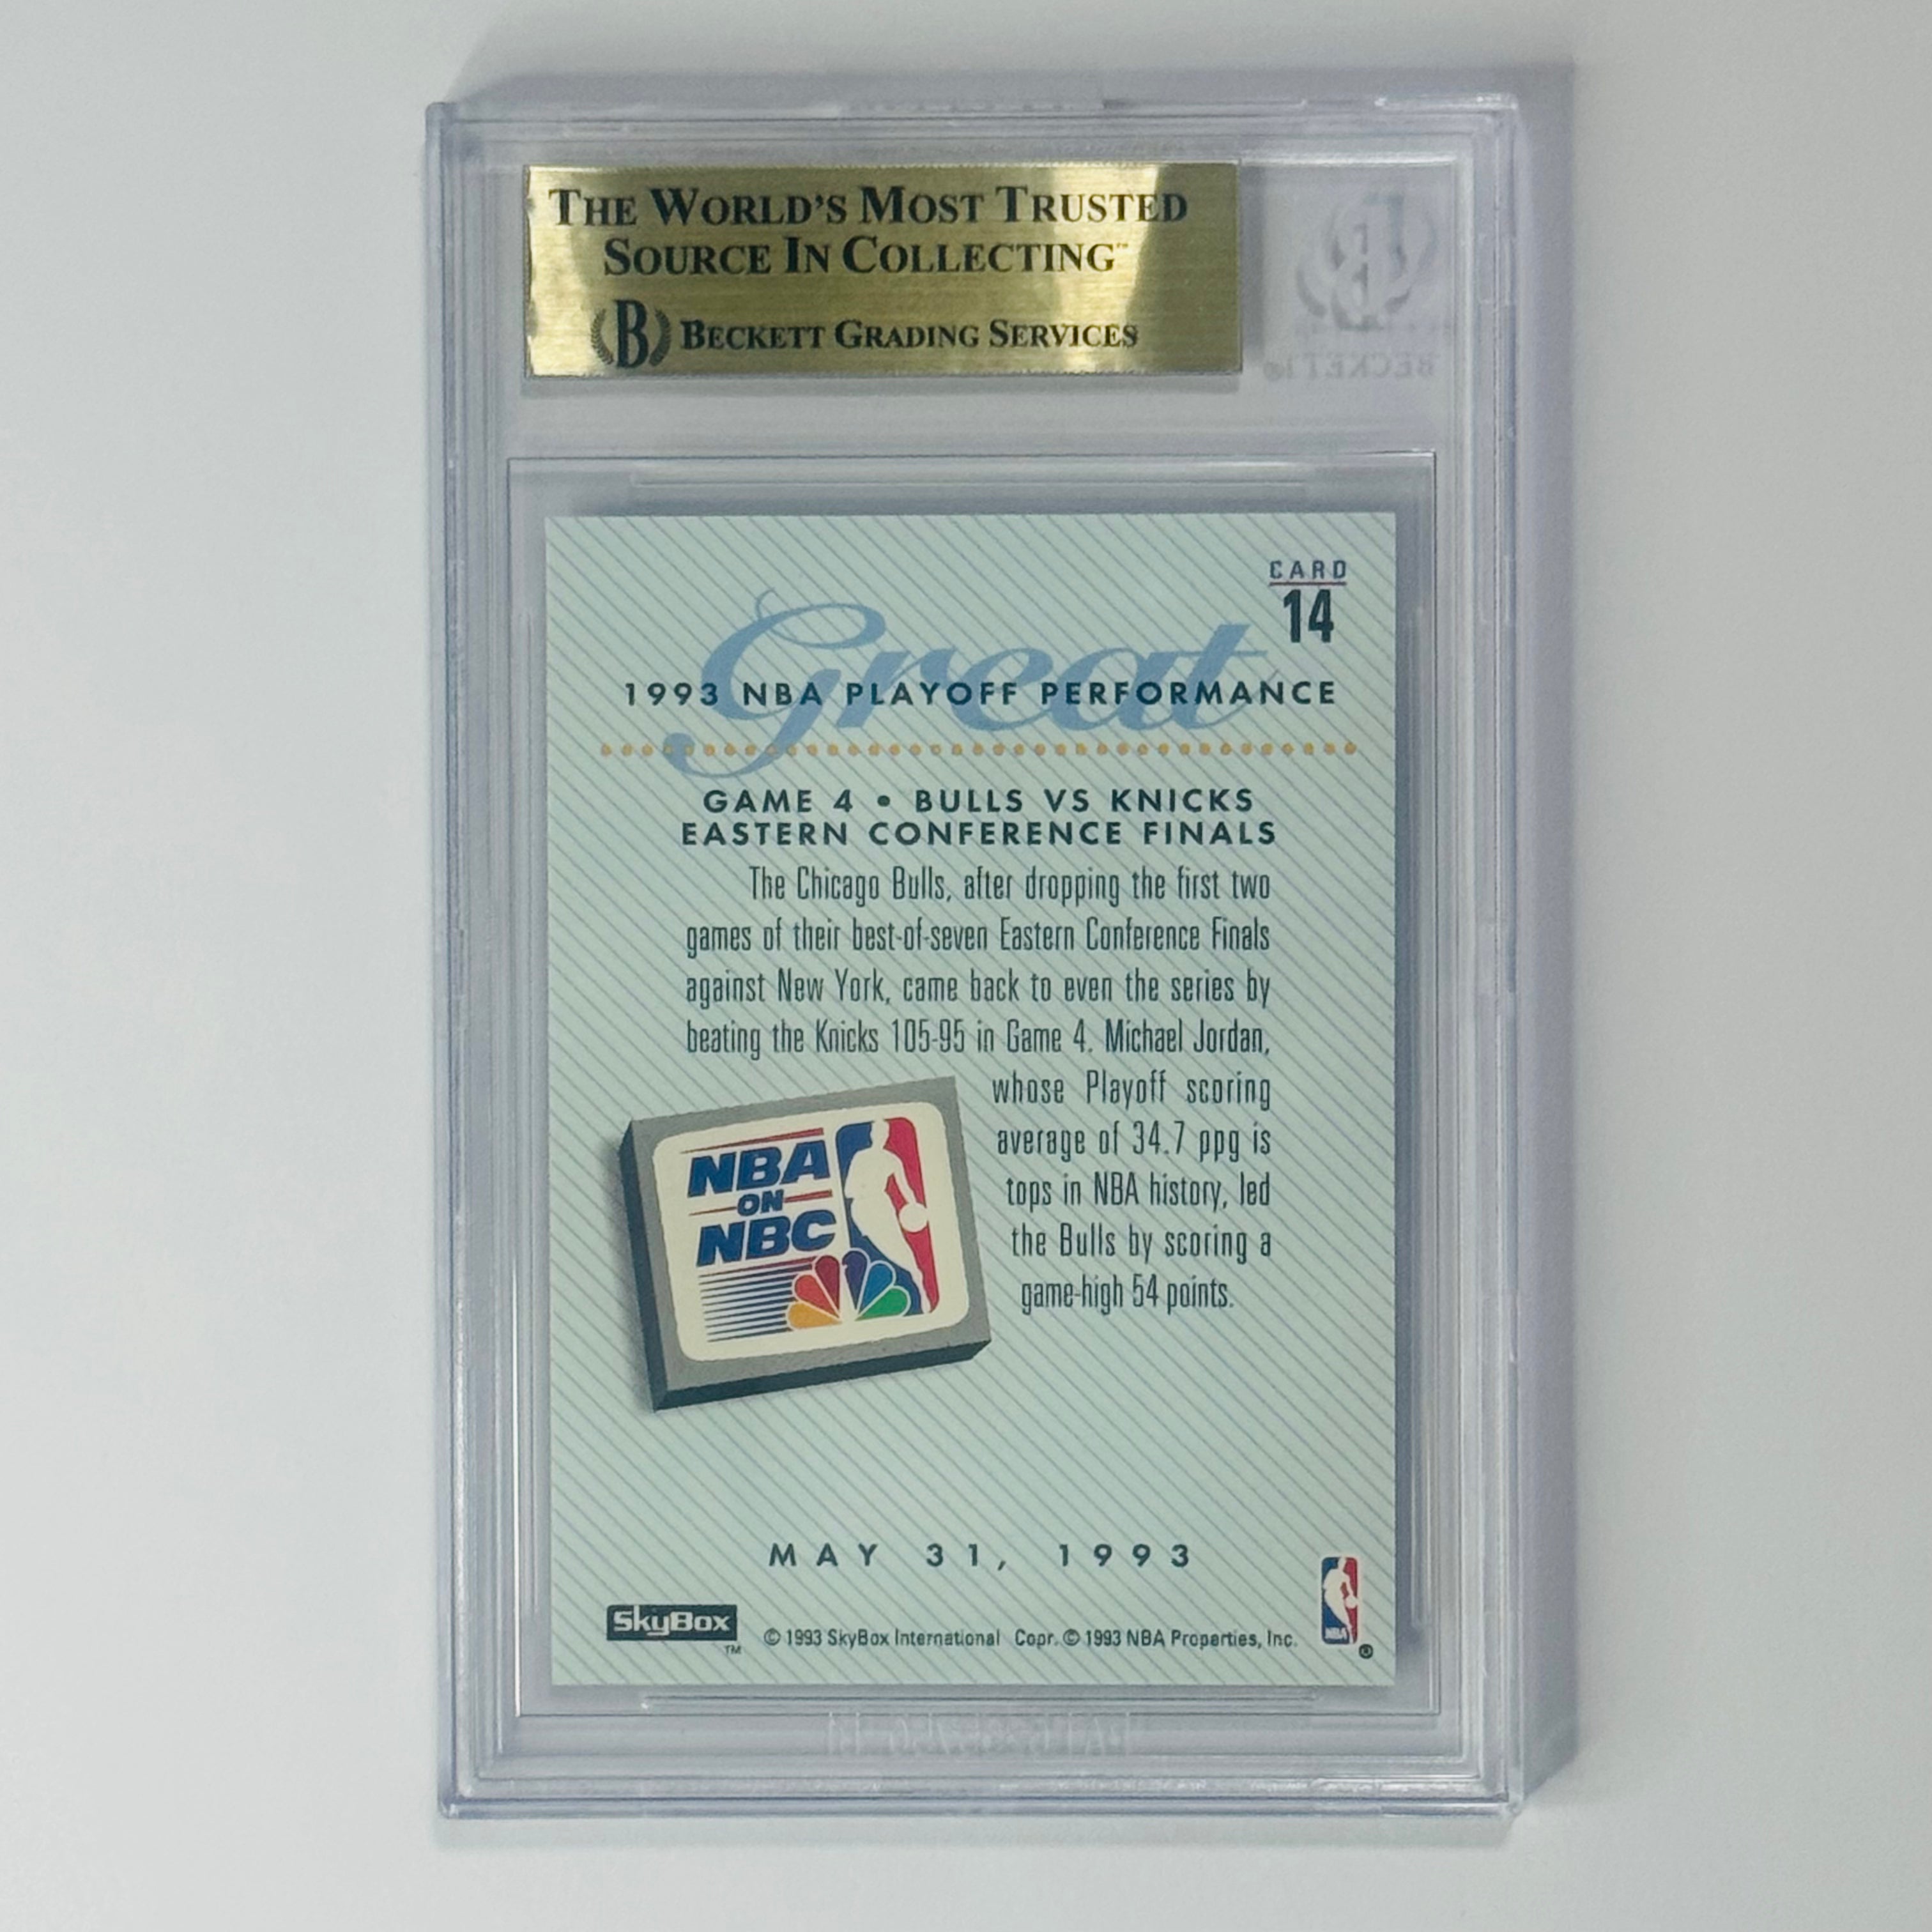 THE WORLD'S MOST TRUSTED
SOURCE IN COLLECTING™
B BECKETT GRADING SERVICES
BECKETT®
CARD
14
Great
1993 NBA PLAYOFF PERFORMANCE
GAME 4 • BULLS VS KNICKS
EASTERN CONFERENCE FINALS
The Chicago Bulls, after dropping the first two
games of their best-of-seven Eastern Conference Finals
against New York, came back to even the series by
beating the Knicks 105-95 in Game 4. Michael Jordan,
whose Playoff scoring
average of 34.7 ppg is
tops in NBA history, led
the Bulls by scoring a
game-high 54 points.
NBA
ON
NBC
MAY 31, 1993
SkyBox™
© 1993 SkyBox International Copr. © 1993 NBA Properties, Inc.
NBA®